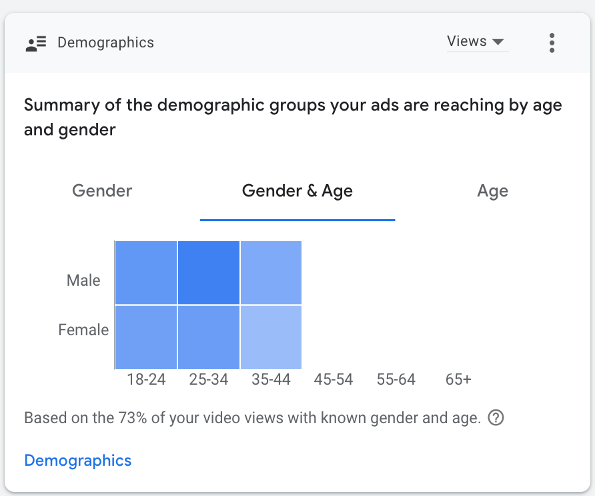 Demographics
Views
Summary of the demographic groups your ads are reaching by age
and gender
Gender
Gender & Age
Age
Male
Female
18-24 25-34 35-44 45-54 55-64 65+
Based on the 73% of your video views with known gender and age. ?
Demographics